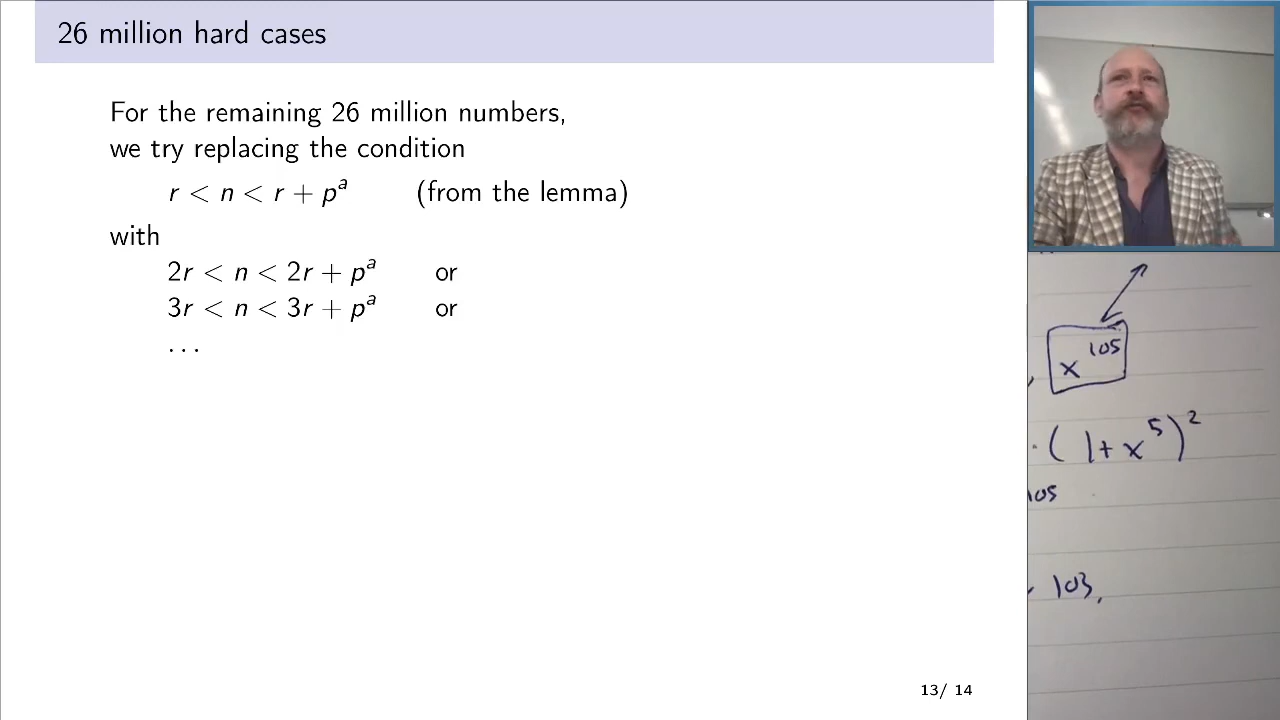 26 million hard cases
For the remaining 26 million numbers,
we try replacing the condition
r < n < r + p^a (from the lemma)
with
2r < n < 2r + p^a or
3r < n < 3r + p^a or
...
13/ 14
x^105
· (1+x^5)^2
105
103,